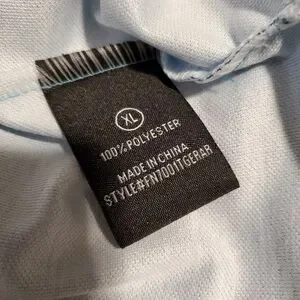 XL
100% POLYESTER
MADE IN CHINA
STYLE#FN7001TGERAR